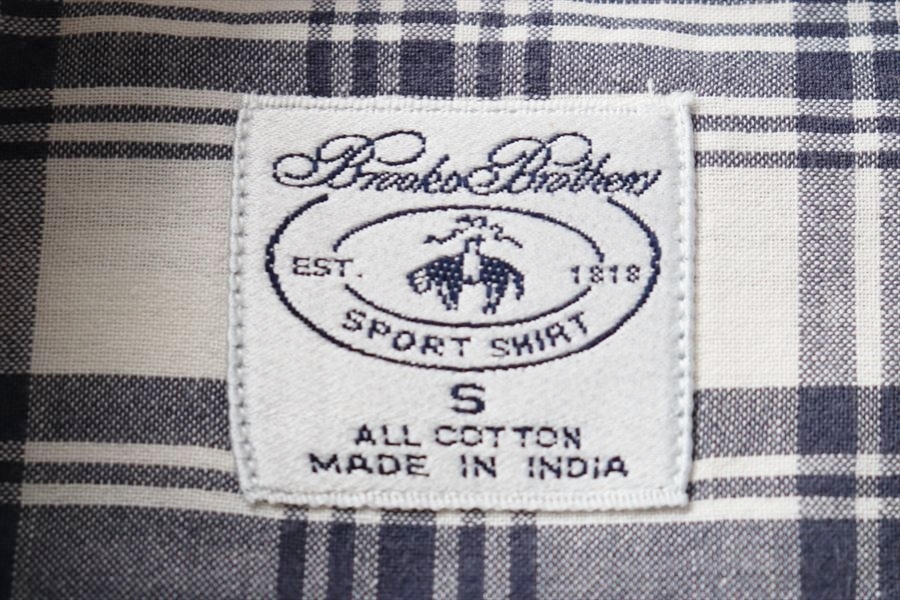 Brooks Brothers
EST. 1818
SPORT SHIRT
S
ALL COTTON
MADE IN INDIA